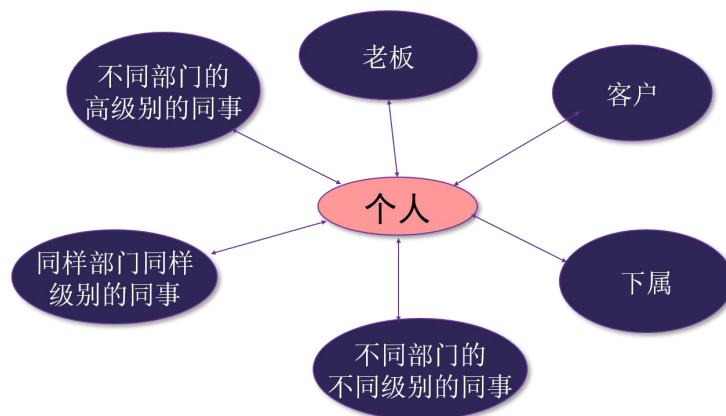 老板
不同部门的
高级别的同事
客户
个人
同样部门同样
级别的同事
下属
不同部门的
不同级别的同事